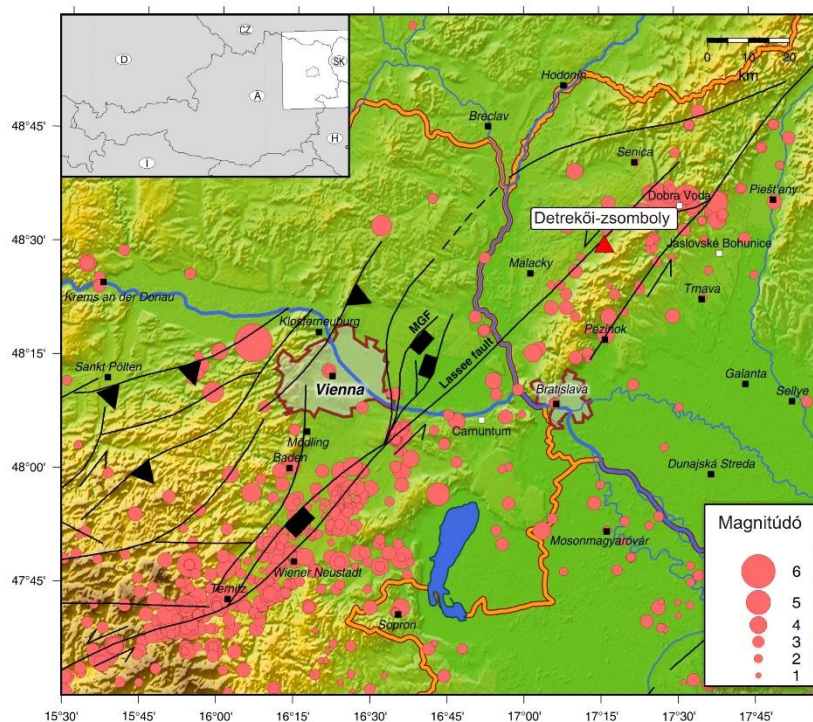 CZ
D
SK
A
H
I
0 10 20
km
Hodonin
Breclav
Senica
Dobra Voda
Piešťany
Detrekői-zsomboly
Jaslovské Bohunice
Malacky
Trnava
Krems an der Donau
Klosterneuburg
MGF
Pezinok
Lassee fault
Sankt Pölten
Vienna
Galanta
Bratislava
Sellye
Carnuntum
Mödling
Baden
Dunajská Streda
Mosonmagyaróvár
Wiener Neustadt
Ternitz
Sopron
Magnitúdó
6
5
4
3
2
1
48°45'
48°30'
48°15'
48°00'
47°45'
15°30' 15°45' 16°00' 16°15' 16°30' 16°45' 17°00' 17°15' 17°30' 17°45'